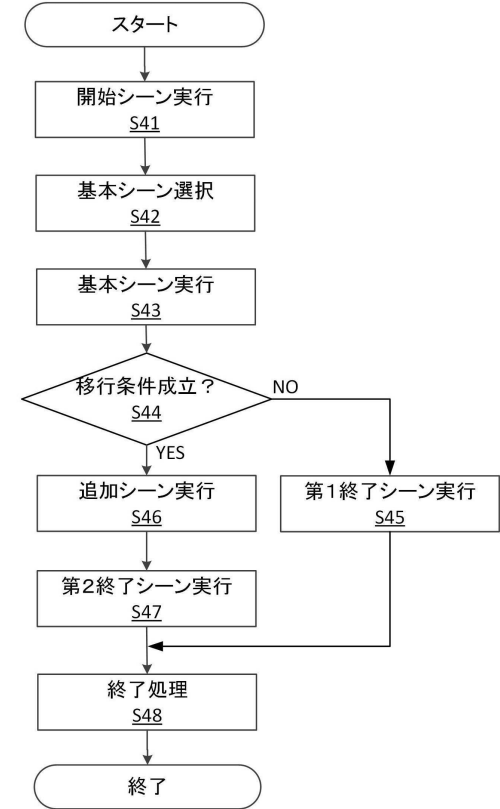 スタート
開始シーン実行
S41
基本シーン選択
S42
基本シーン実行
S43
移行条件成立？
S44
NO
YES
追加シーン実行
S46
第１終了シーン実行
S45
第２終了シーン実行
S47
終了処理
S48
終了